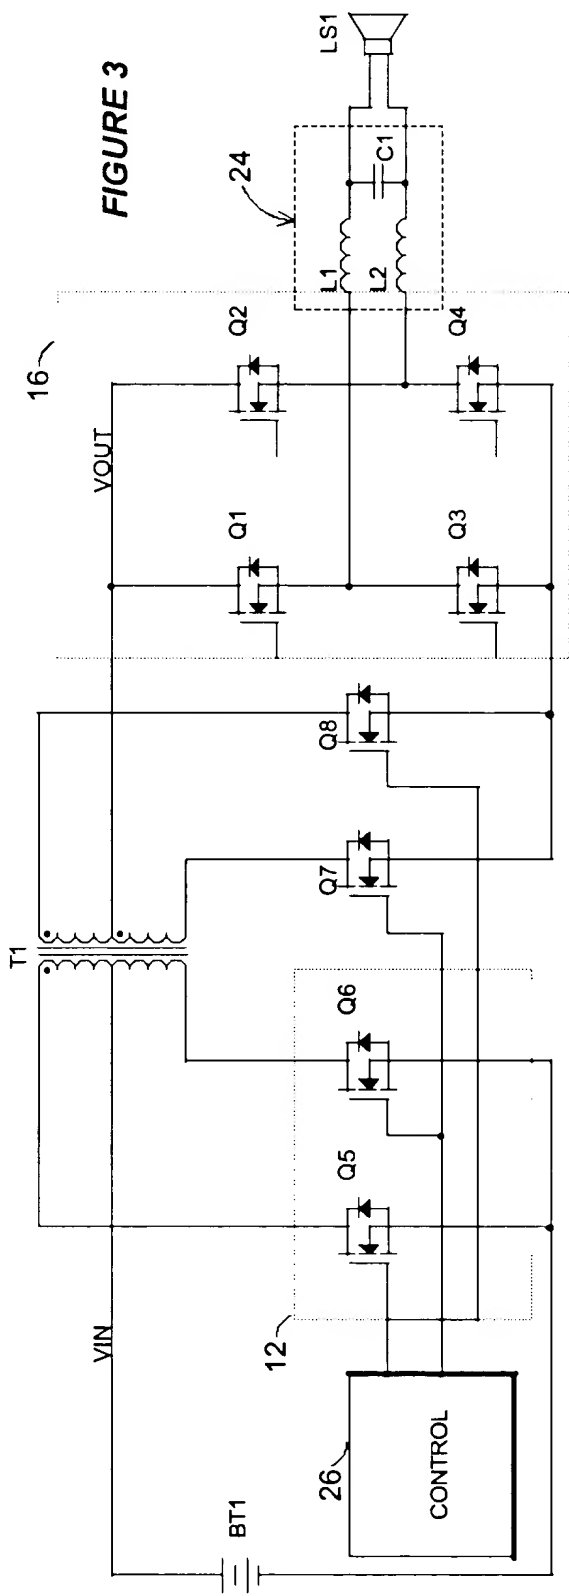 FIGURE 3
T1
VIN
VOUT
16
24
LS1
BT1
12
26
CONTROL
Q5
Q6
Q7
Q8
Q1
Q2
Q3
Q4
L1
L2
C1